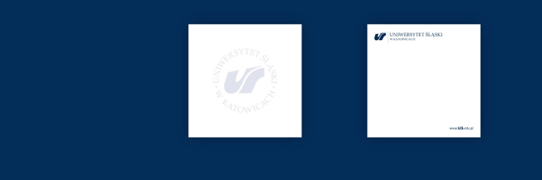 UNIWERSYTET ŚLĄSKI
W KATOWICACH
UNIWERSYTET ŚLĄSKI
W KATOWICACH
www.us.edu.pl